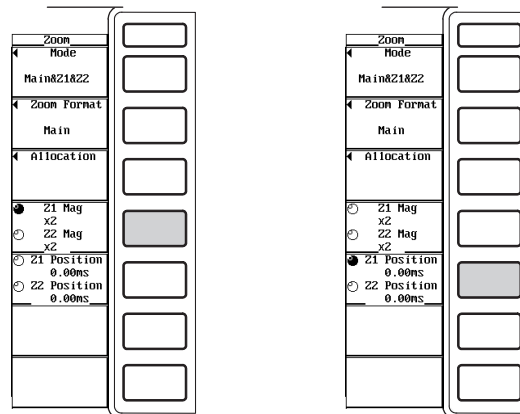 Zoom
Mode
Main&Z1&Z2
Zoom Format
Main
Allocation
Z1 Mag
x2
Z2 Mag
x2
Z1 Position
0.00ms
Z2 Position
0.00ms
Zoom
Mode
Main&Z1&Z2
Zoom Format
Main
Allocation
Z1 Mag
x2
Z2 Mag
x2
Z1 Position
0.00ms
Z2 Position
0.00ms